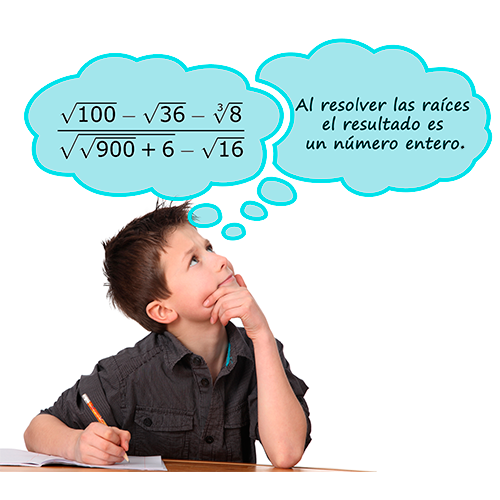 √100 − √36 − ∛8
√(√900 + 6) − √16
Al resolver las raíces
el resultado es
un número entero.